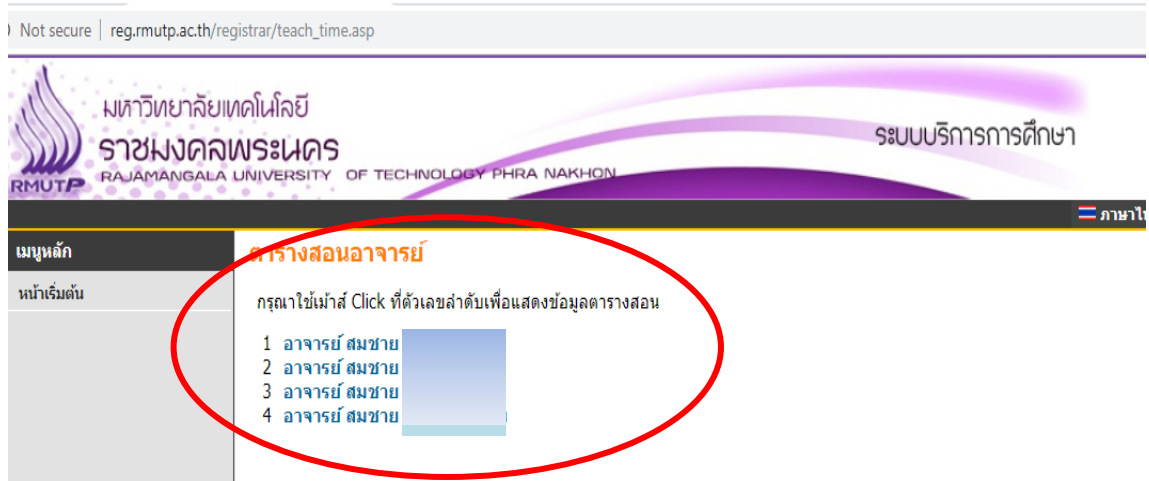 Not secure | reg.rmutp.ac.th/registrar/teach_time.asp
มหาวิทยาลัยเทคโนโลยี
ราชมงคลพระนคร
RAJAMANGALA UNIVERSITY OF TECHNOLOGY PHRA NAKHON
RMUTP
ระบบบริการการศึกษา
เมนูหลัก
หน้าเริ่มต้น
ตารางสอนอาจารย์
กรุณาใช้เม้าส์ Click ที่ตัวเลขลำดับเพื่อแสดงข้อมูลตารางสอน
1 อาจารย์ สมชาย
2 อาจารย์ สมชาย
3 อาจารย์ สมชาย
4 อาจารย์ สมชาย